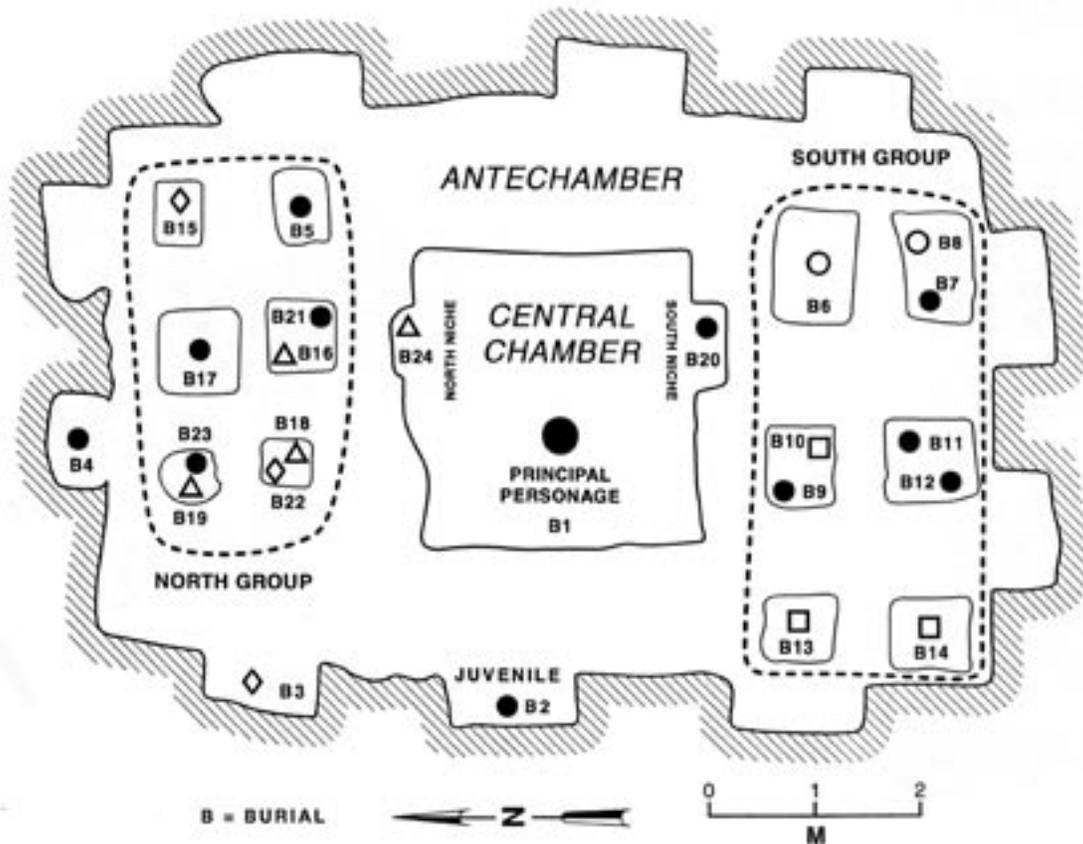 SOUTH GROUP
ANTECHAMBER
B15
B5
B8
B7
B6
B21
B16
B17
NORTH NICHE
B24
CENTRAL
CHAMBER
SOUTH NICHE
B20
B23
B18
B4
B19
B22
PRINCIPAL
PERSONAGE
B1
B10
B9
B11
B12
NORTH GROUP
B13
B14
B3
JUVENILE
B2
B = BURIAL
N
0 1 2
M